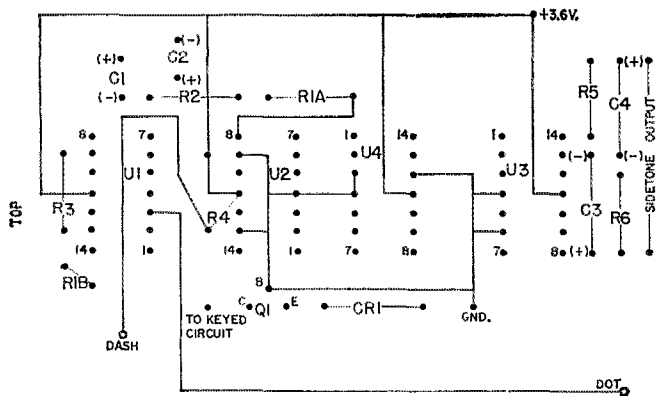 +3.6V.
(+)
C1
(-)
(-)
C2
(+)
R2
R1A
R5
(+)
C4
(-)
SIDETONE OUTPUT
8
7
8
7
1
14
1
14
(-)
U1
U2
U4
U3
TOP
R3
R4
C3
R6
14
1
14
1
7
8
7
8
(+)
R1B
B
C
Q1
E
CR1
GND.
TO KEYED
CIRCUIT
DASH
DOT